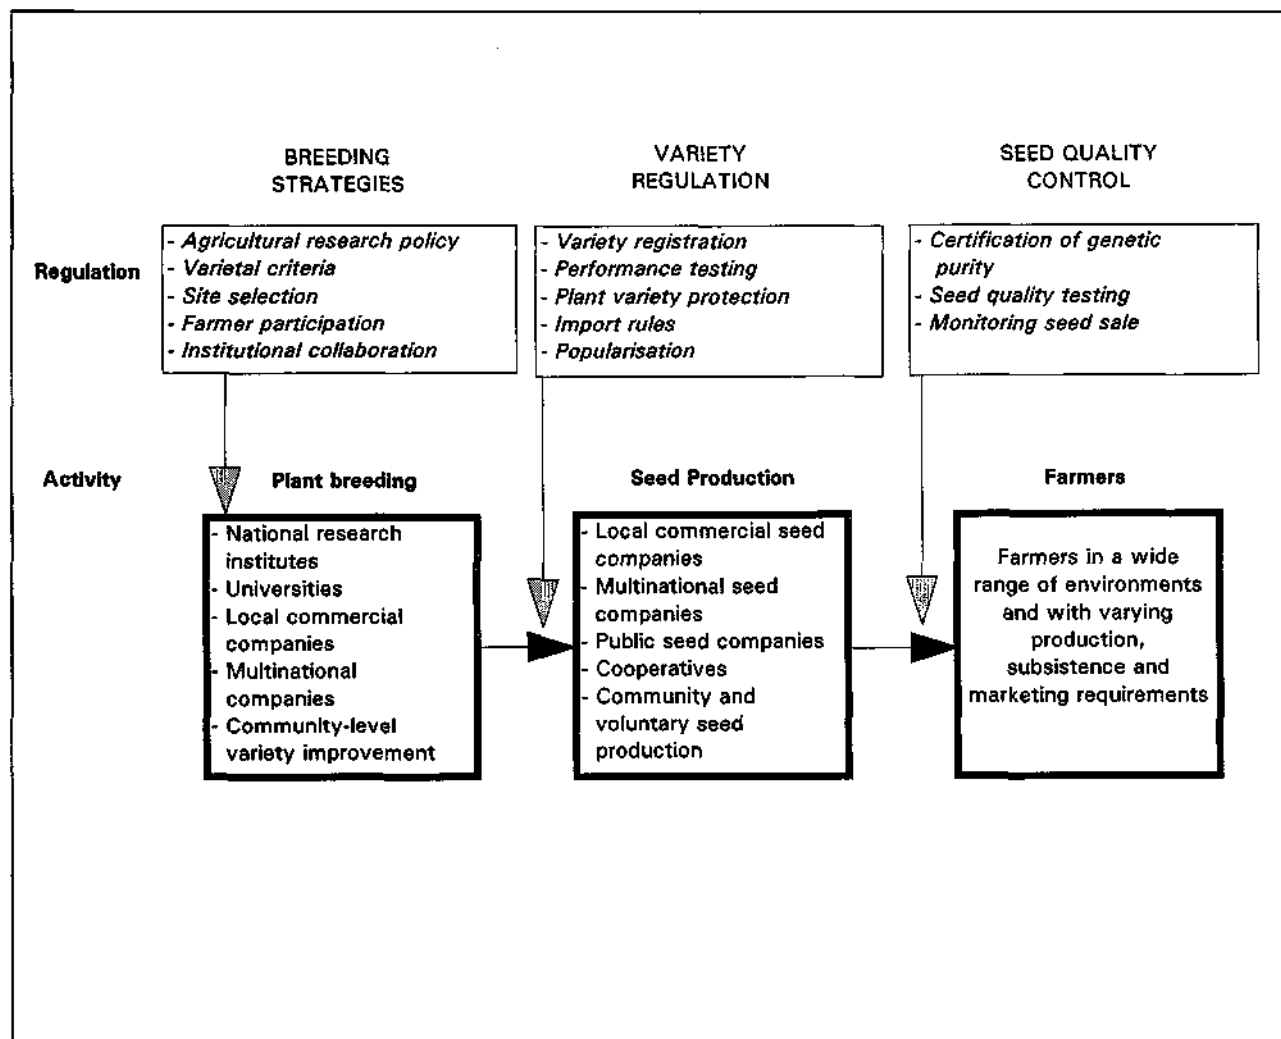 BREEDING
STRATEGIES
VARIETY
REGULATION
SEED QUALITY
CONTROL
Regulation
- Agricultural research policy
- Varietal criteria
- Site selection
- Farmer participation
- Institutional collaboration
- Variety registration
- Performance testing
- Plant variety protection
- Import rules
- Popularisation
- Certification of genetic
purity
- Seed quality testing
- Monitoring seed sale
Activity
Plant breeding
- National research
institutes
- Universities
- Local commercial
companies
- Multinational
companies
- Community-level
variety improvement
Seed Production
- Local commercial seed
companies
- Multinational seed
companies
- Public seed companies
- Cooperatives
- Community and
voluntary seed
production
Farmers
Farmers in a wide
range of environments
and with varying
production,
subsistence and
marketing requirements